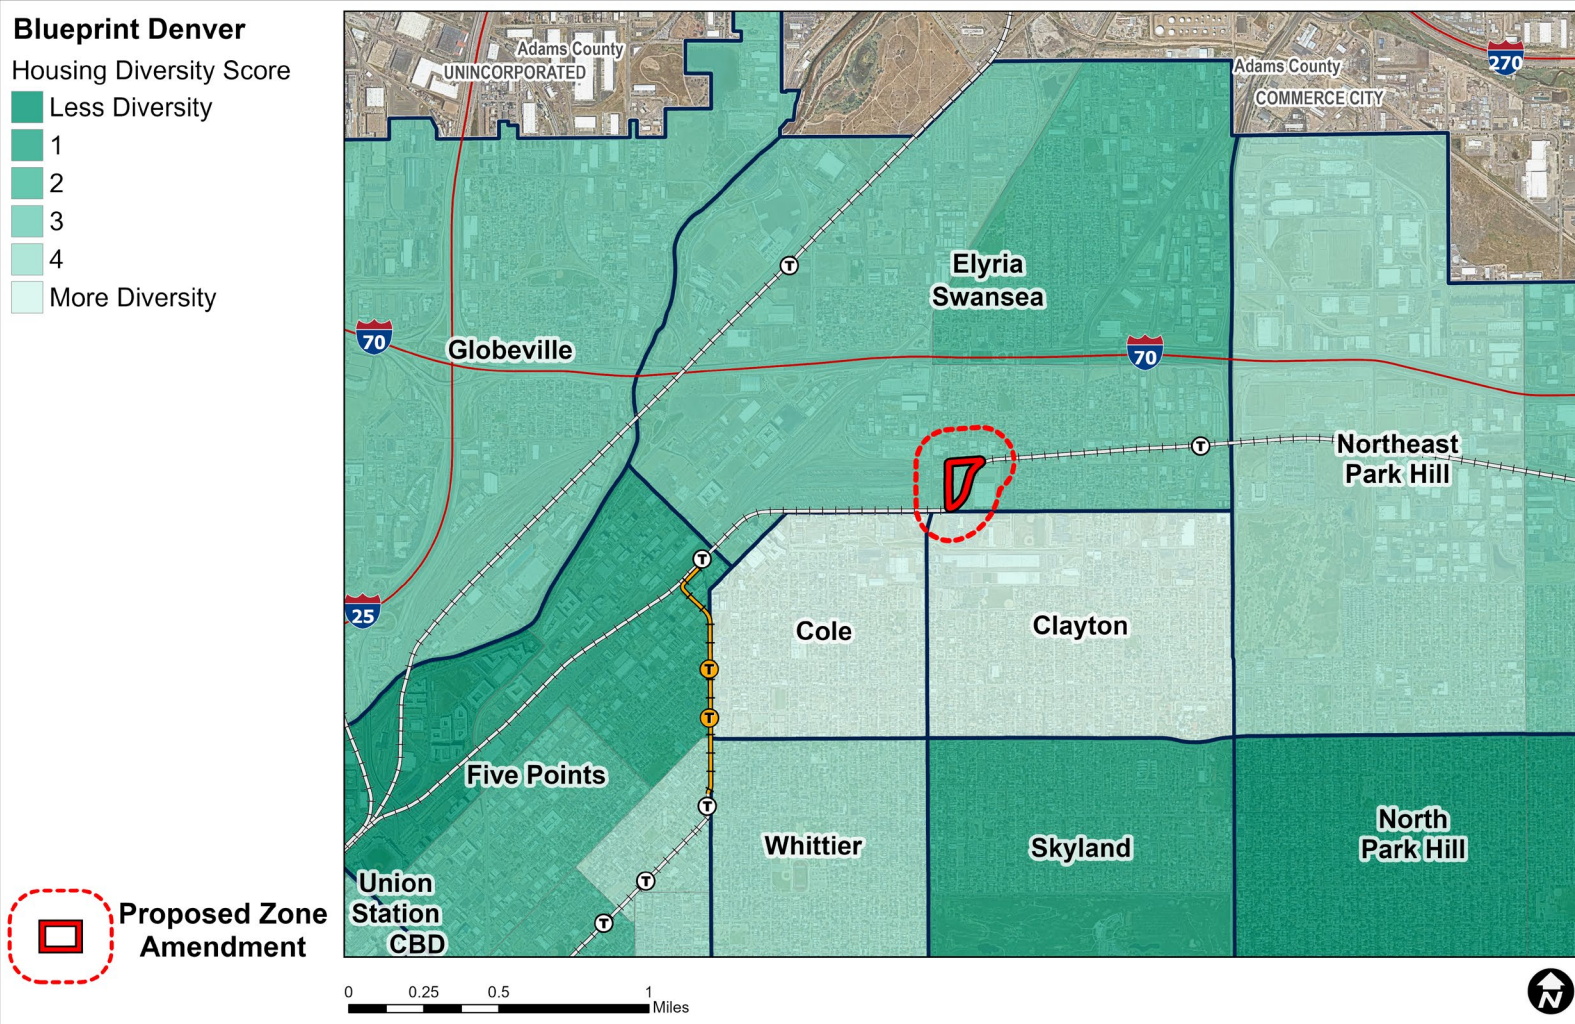 Blueprint Denver
Housing Diversity Score
Less Diversity
1
2
3
4
More Diversity
Proposed Zone
Amendment
Adams County
UNINCORPORATED
Adams County
COMMERCE CITY
270
T
Elyria
Swansea
70
Globeville
70
T
Northeast
Park Hill
T
25
Cole
Clayton
T
T
Five Points
T
Whittier
Skyland
North
Park Hill
T
T
Union
Station
CBD
0
0.25
0.5
1
Miles
N